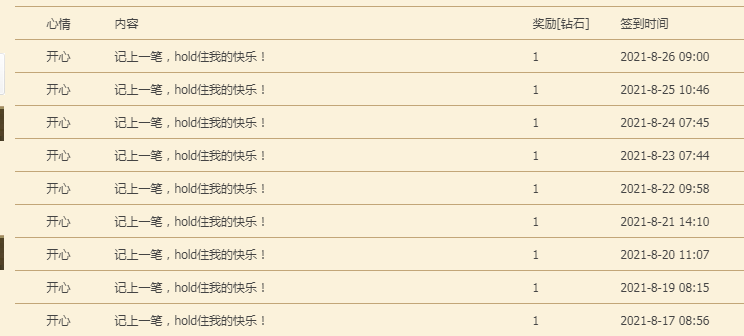 心情 内容 奖励[钻石] 签到时间
开心 记上一笔，hold住我的快乐！ 1 2021-8-26 09:00
开心 记上一笔，hold住我的快乐！ 1 2021-8-25 10:46
开心 记上一笔，hold住我的快乐！ 1 2021-8-24 07:45
开心 记上一笔，hold住我的快乐！ 1 2021-8-23 07:44
开心 记上一笔，hold住我的快乐！ 1 2021-8-22 09:58
开心 记上一笔，hold住我的快乐！ 1 2021-8-21 14:10
开心 记上一笔，hold住我的快乐！ 1 2021-8-20 11:07
开心 记上一笔，hold住我的快乐！ 1 2021-8-19 08:15
开心 记上一笔，hold住我的快乐！ 1 2021-8-17 08:56